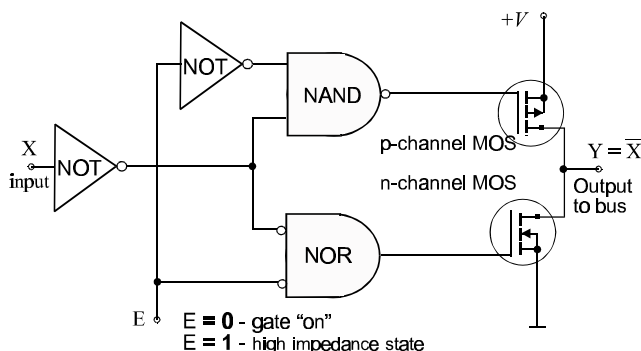 +V
NOT
NAND
p-channel MOS
X
input
NOT
Y = X̅
Output
to bus
n-channel MOS
NOR
E
E = 0 - gate “on”
E = 1 - high impedance state